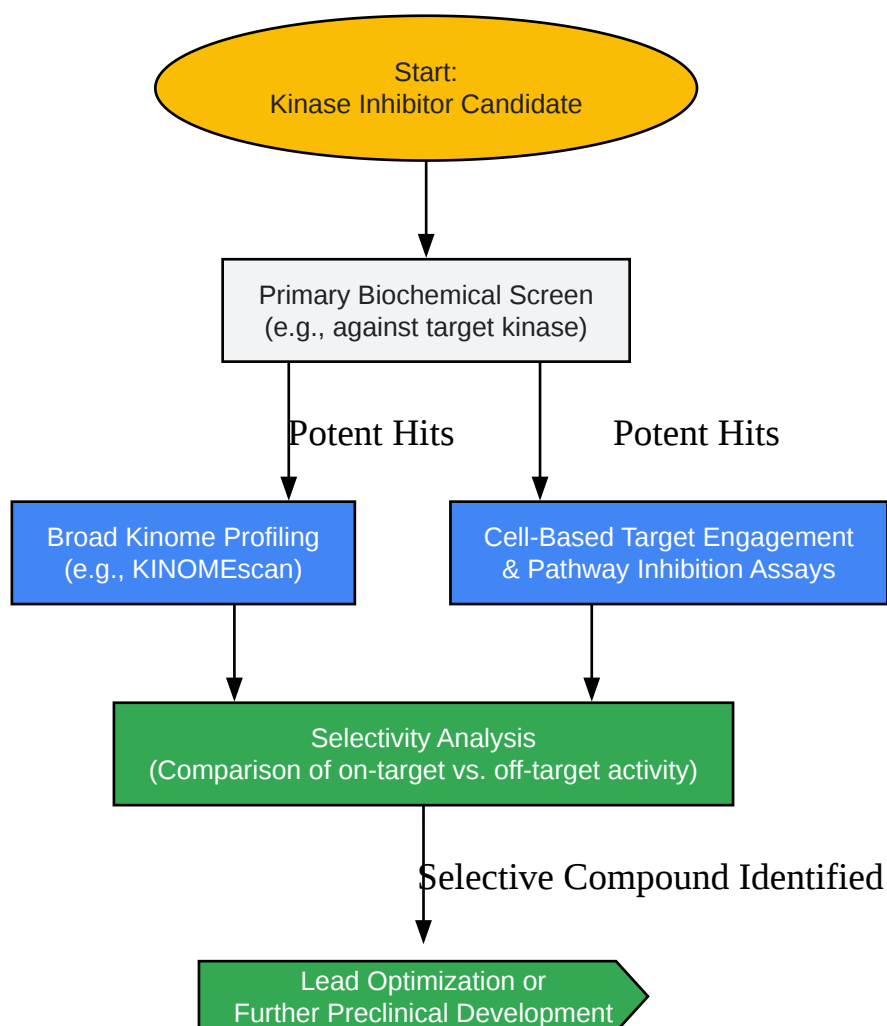 Start:
Kinase Inhibitor Candidate
Primary Biochemical Screen
(e.g., against target kinase)
Potent Hits
Potent Hits
Broad Kinome Profiling
(e.g., KINOMEscan)
Cell-Based Target Engagement
& Pathway Inhibition Assays
Selectivity Analysis
(Comparison of on-target vs. off-target activity)
Selective Compound Identified
Lead Optimization or
Further Preclinical Development